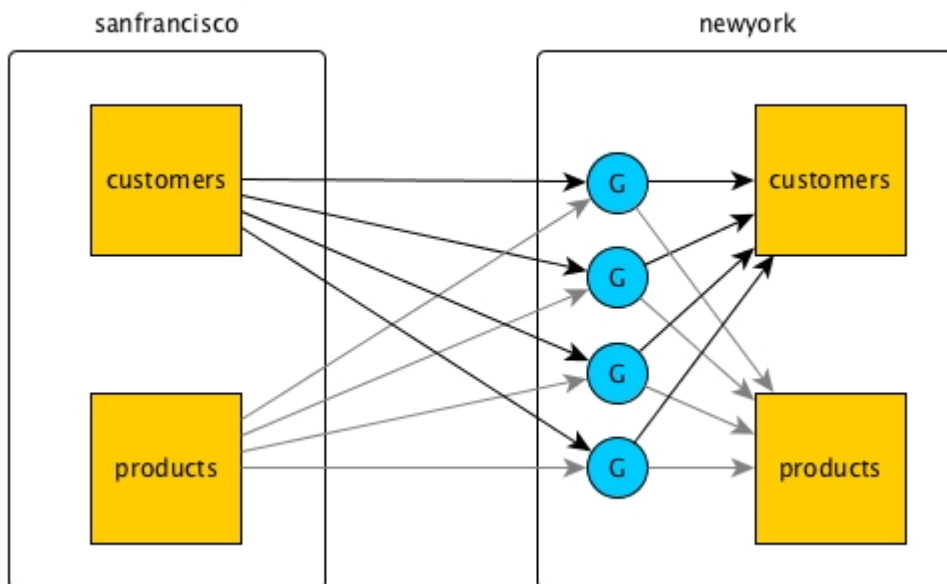 sanfrancisco
newyork
customers
G
customers
G
G
products
G
products